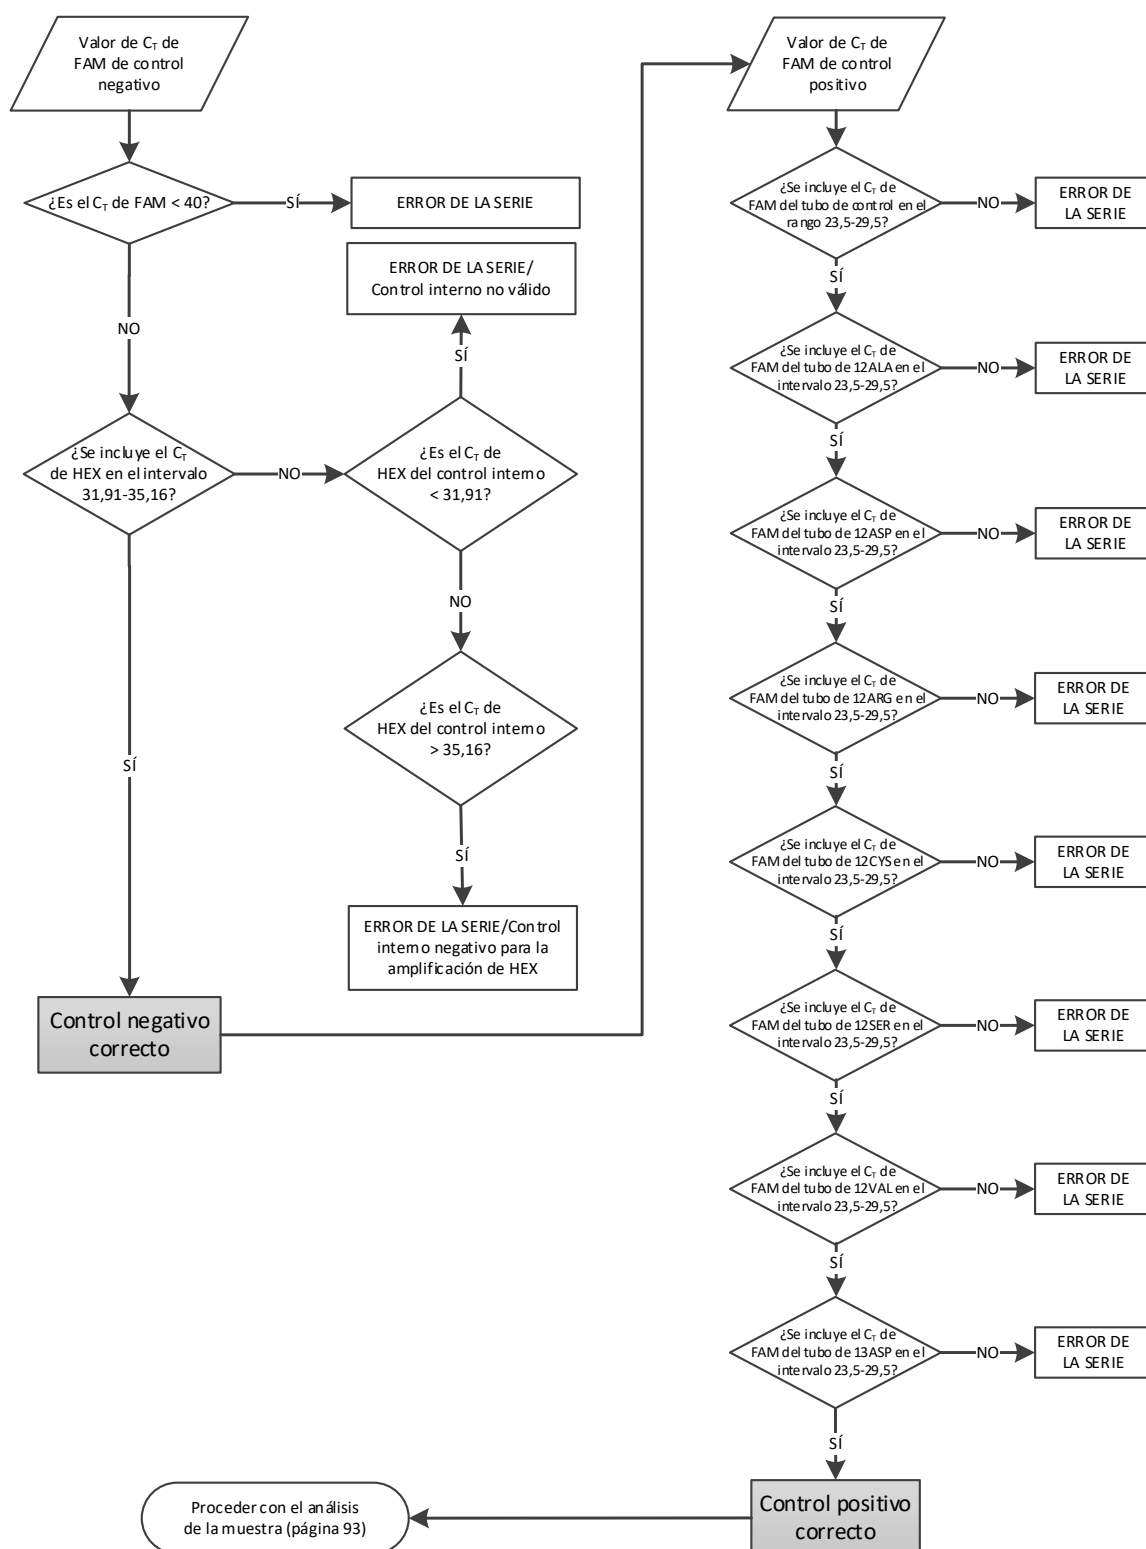 Valor de CT de
FAM de control
negativo
¿Es el CT de FAM < 40?
SÍ
ERROR DE LA SERIE
NO
ERROR DE LA SERIE/
Control interno no válido
SÍ
¿Se incluye el CT
de HEX en el intervalo
31,91-35,16?
NO
¿Es el CT de
HEX del control interno
< 31,91?
NO
¿Es el CT de
HEX del control interno
> 35,16?
SÍ
SÍ
ERROR DE LA SERIE/Control
interno negativo para la
amplificación de HEX
Control negativo
correcto
Valor de CT de
FAM de control
positivo
¿Se incluye el CT de
FAM del tubo de control en el
rango 23,5-29,5?
NO
ERROR DE
LA SERIE
SÍ
¿Se incluye el CT de
FAM del tubo de 12ALA en el
intervalo 23,5-29,5?
NO
ERROR DE
LA SERIE
SÍ
¿Se incluye el CT de
FAM del tubo de 12ASP en el
intervalo 23,5-29,5?
NO
ERROR DE
LA SERIE
SÍ
¿Se incluye el CT de
FAM del tubo de 12ARG en el
intervalo 23,5-29,5?
NO
ERROR DE
LA SERIE
SÍ
¿Se incluye el CT de
FAM del tubo de 12CYS en el
intervalo 23,5-29,5?
NO
ERROR DE
LA SERIE
SÍ
¿Se incluye el CT de
FAM del tubo de 12SER en el
intervalo 23,5-29,5?
NO
ERROR DE
LA SERIE
SÍ
¿Se incluye el CT de
FAM del tubo de 12VAL en el
intervalo 23,5-29,5?
NO
ERROR DE
LA SERIE
SÍ
¿Se incluye el CT de
FAM del tubo de 13ASP en el
intervalo 23,5-29,5?
NO
ERROR DE
LA SERIE
SÍ
Control positivo
correcto
Proceder con el análisis
de la muestra (página 93)